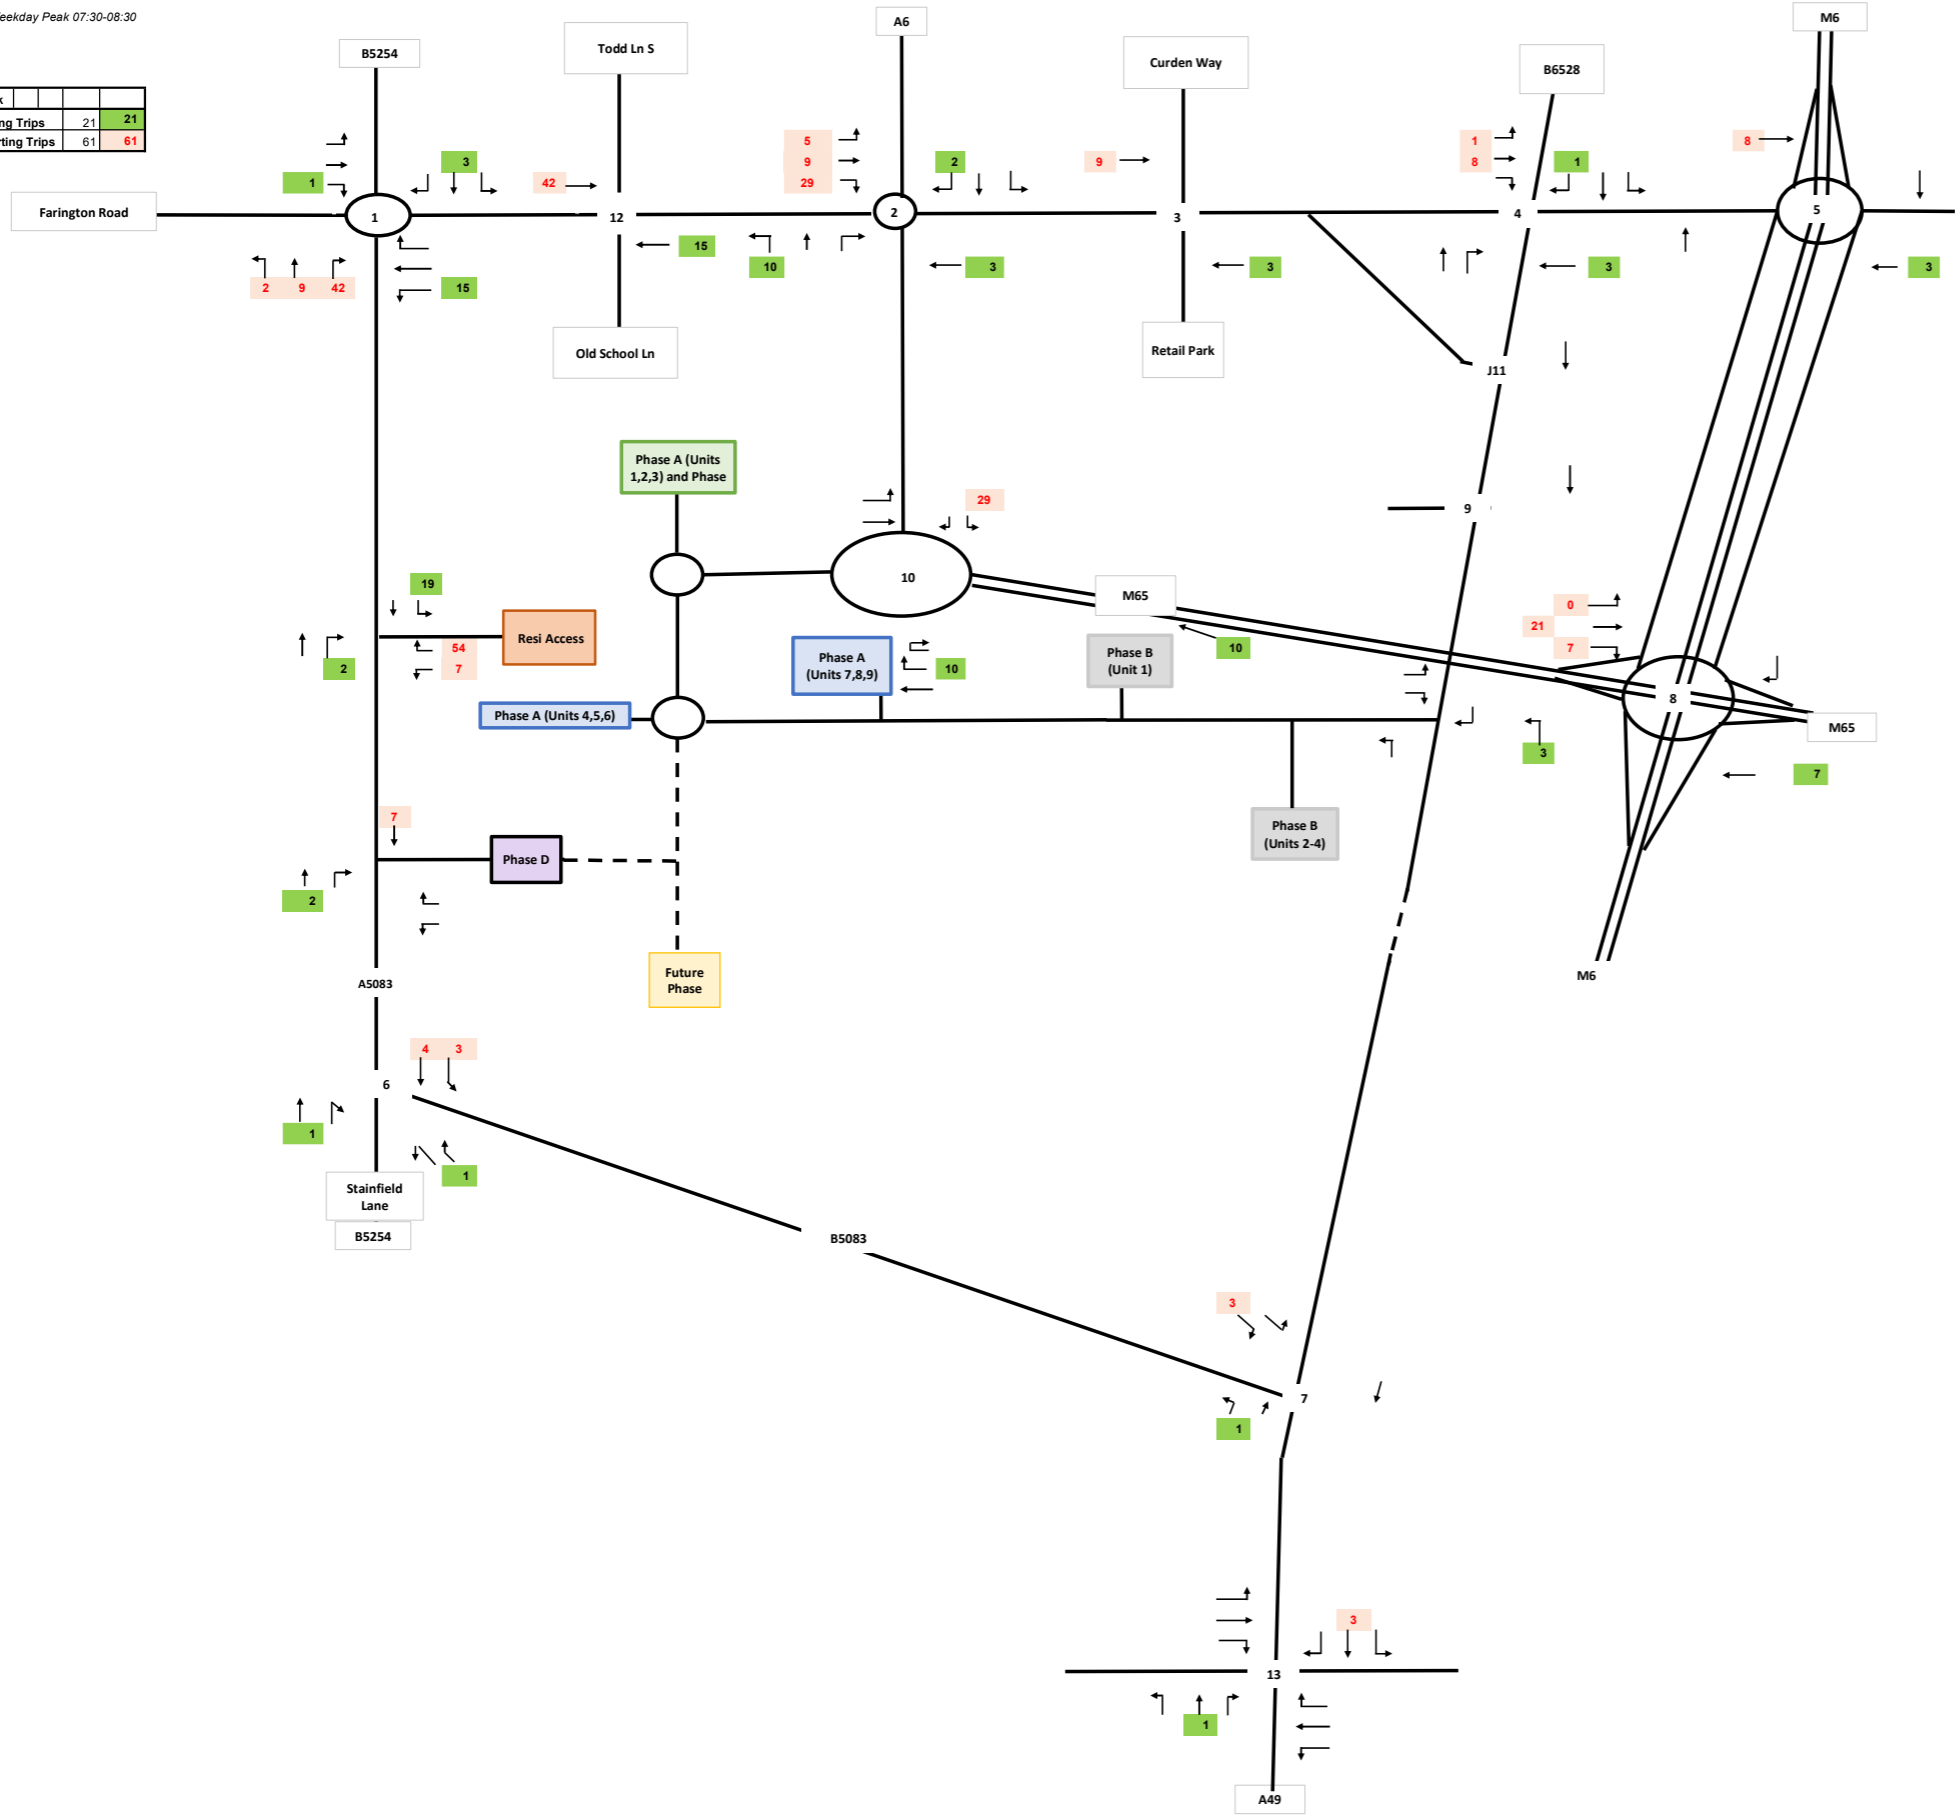 eekday Peak 07:30-08:30
A6
M6
B5254
Todd Ln S
Curden Way
B6528
k
ng Trips 21 21
ting Trips 61 61
5
9
29
1
8
8
1
3
42
9
2
1
Farington Road
1
12
2
3
4
5
2 9 42
15
15
10
3
3
3
3
Old School Ln
Retail Park
J11
Phase A (Units
1,2,3) and Phase
29
9
10
M65
19
Resi Access
54
7
2
Phase A
(Units 7,8,9)
10
Phase B
(Unit 1)
10
0
21
7
8
M65
Phase A (Units 4,5,6)
3
7
7
Phase D
2
Phase B
(Units 2-4)
Future
Phase
A5083
M6
4 3
6
1
1
Stainfield
Lane
B5254
B5083
3
7
1
3
13
1
A49